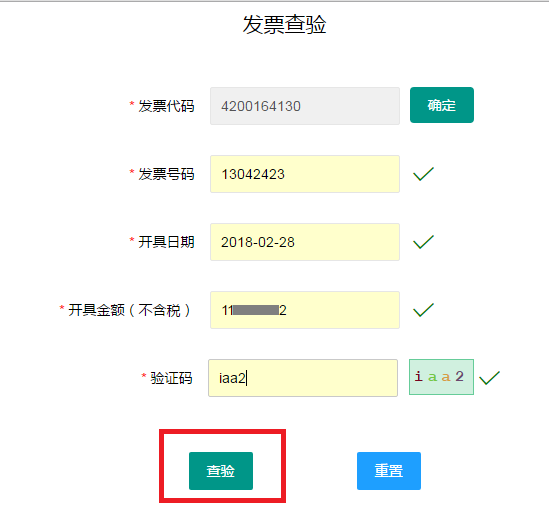 发票查验
* 发票代码 4200164130 确定
* 发票号码 13042423
* 开具日期 2018-02-28
* 开具金额（不含税） 11 2
* 验证码 iaa2 iaa2
查验 重置